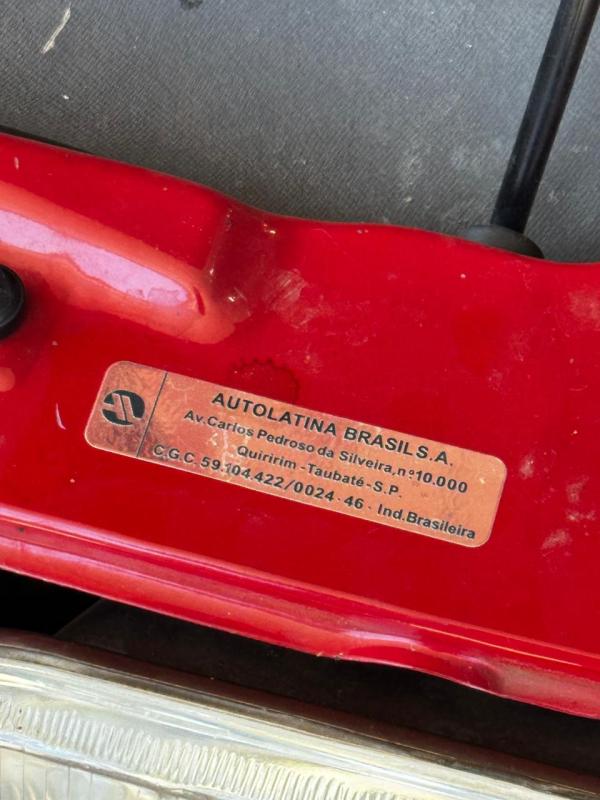 AUTOLATINA BRASIL S.A.
Av. Carlos Pedroso da Silveira, nº 10.000
Quiririm - Taubaté - S.P.
C.G.C. 59.104.422/0024-46 - Ind. Brasileira